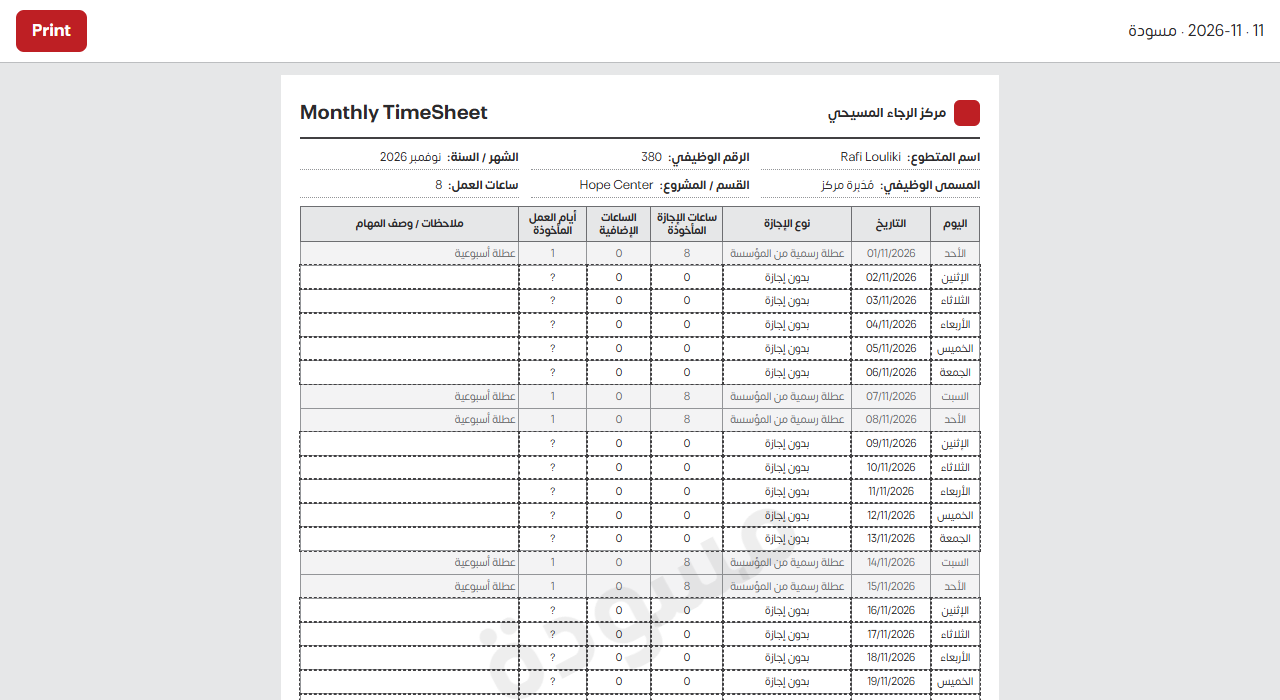 Print
11 · 2026-11 · مسودة
مركز الرجاء المسيحي
Monthly TimeSheet
اسم المتطوع: Rafi Louliki
الرقم الوظيفي: 380
الشهر / السنة: نوفمبر 2026
المسمى الوظيفي: مُديرة مركز
القسم / المشروع: Hope Center
ساعات العمل: 8
اليوم التاريخ نوع الإجازة ساعات الإجازة المأخوذة الساعات الإضافية أيام العمل المأخوذة ملاحظات / وصف المهام
الأحد 01/11/2026 عطلة رسمية من المؤسسة 8 0 1 عطلة أسبوعية
الإثنين 02/11/2026 بدون إجازة 0 0 ?
الثلاثاء 03/11/2026 بدون إجازة 0 0 ?
الأربعاء 04/11/2026 بدون إجازة 0 0 ?
الخميس 05/11/2026 بدون إجازة 0 0 ?
الجمعة 06/11/2026 بدون إجازة 0 0 ?
السبت 07/11/2026 عطلة رسمية من المؤسسة 8 0 1 عطلة أسبوعية
الأحد 08/11/2026 عطلة رسمية من المؤسسة 8 0 1 عطلة أسبوعية
الإثنين 09/11/2026 بدون إجازة 0 0 ?
الثلاثاء 10/11/2026 بدون إجازة 0 0 ?
الأربعاء 11/11/2026 بدون إجازة 0 0 ?
الخميس 12/11/2026 بدون إجازة 0 0 ?
الجمعة 13/11/2026 بدون إجازة 0 0 ?
السبت 14/11/2026 عطلة رسمية من المؤسسة 8 0 1 عطلة أسبوعية
الأحد 15/11/2026 عطلة رسمية من المؤسسة 8 0 1 عطلة أسبوعية
الإثنين 16/11/2026 بدون إجازة 0 0 ?
الثلاثاء 17/11/2026 بدون إجازة 0 0 ?
الأربعاء 18/11/2026 بدون إجازة 0 0 ?
الخميس 19/11/2026 بدون إجازة 0 0 ?
مسودة